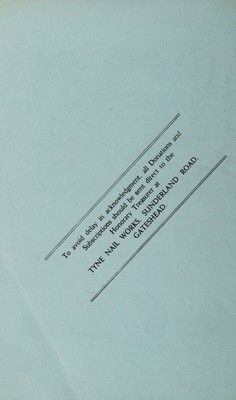 To avoid delay in acknowledgment, all Donations and
Subscriptions should be sent direct to the
Honorary Treasurer at
TYNE NAIL WORKS, SUNDERLAND ROAD,
GATESHEAD.